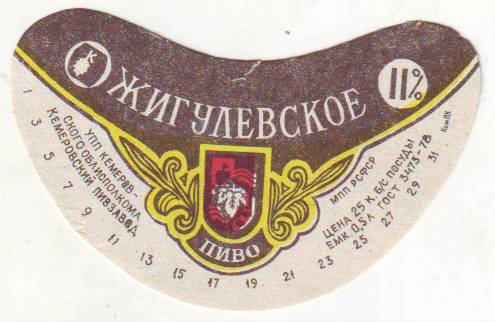 К
ЖИГУЛЕВСКОЕ
11%
УПП КЕМЕРОВ-
СКОГО ОБЛИСПОЛКОМА
КЕМЕРОВСКИЙ ПИВЗАВОД
ПИВО
МПП РСФСР
ЦЕНА 25 К. Б/С ПОСУДЫ
ЕМК. 0,5 Л ГОСТ 3473-78
КемПК
1 3 5 7 9 11 13 15 17 19 21 23 25 27 29 31